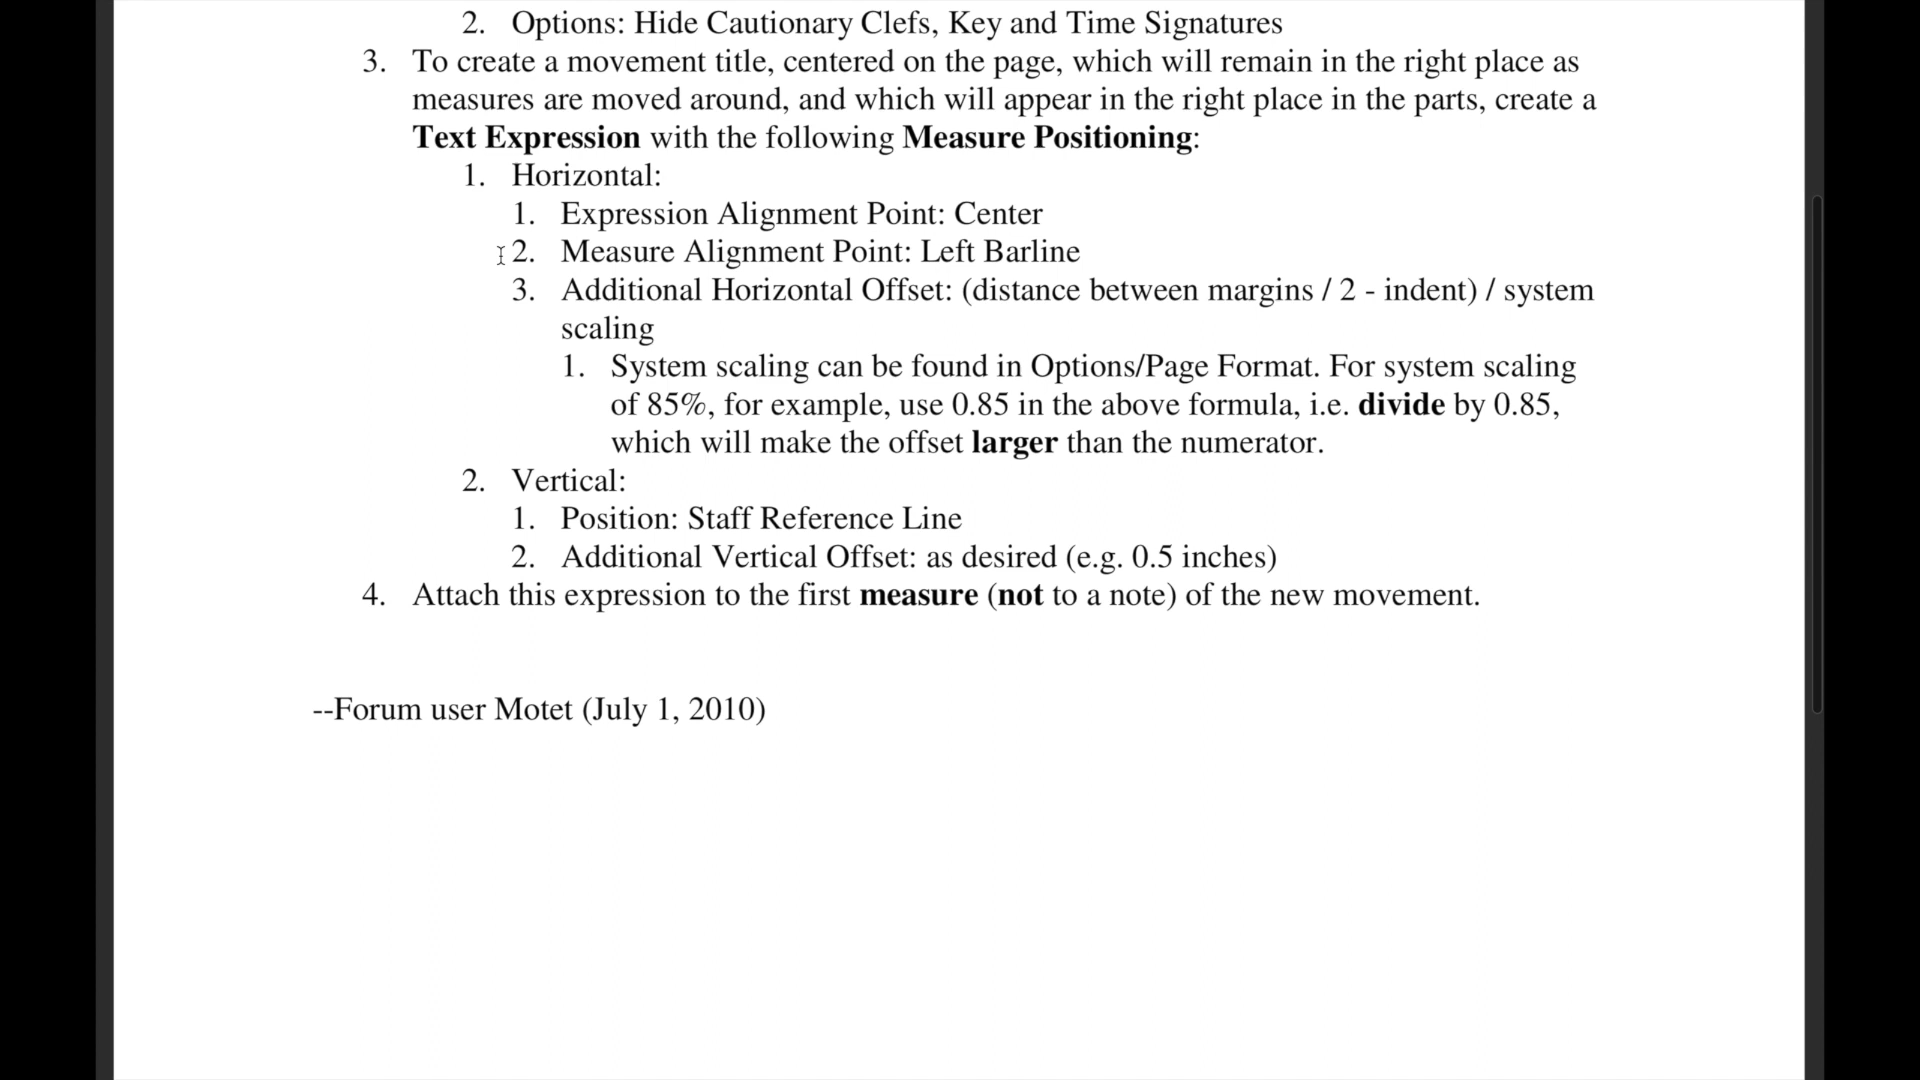 2. Options: Hide Cautionary Clefs, Key and Time Signatures
3. To create a movement title, centered on the page, which will remain in the right place as
measures are moved around, and which will appear in the right place in the parts, create a
Text Expression with the following Measure Positioning:
1. Horizontal:
1. Expression Alignment Point: Center
2. Measure Alignment Point: Left Barline
3. Additional Horizontal Offset: (distance between margins / 2 - indent) / system
scaling
1. System scaling can be found in Options/Page Format. For system scaling
of 85%, for example, use 0.85 in the above formula, i.e. divide by 0.85,
which will make the offset larger than the numerator.
2. Vertical:
1. Position: Staff Reference Line
2. Additional Vertical Offset: as desired (e.g. 0.5 inches)
4. Attach this expression to the first measure (not to a note) of the new movement.
--Forum user Motet (July 1, 2010)